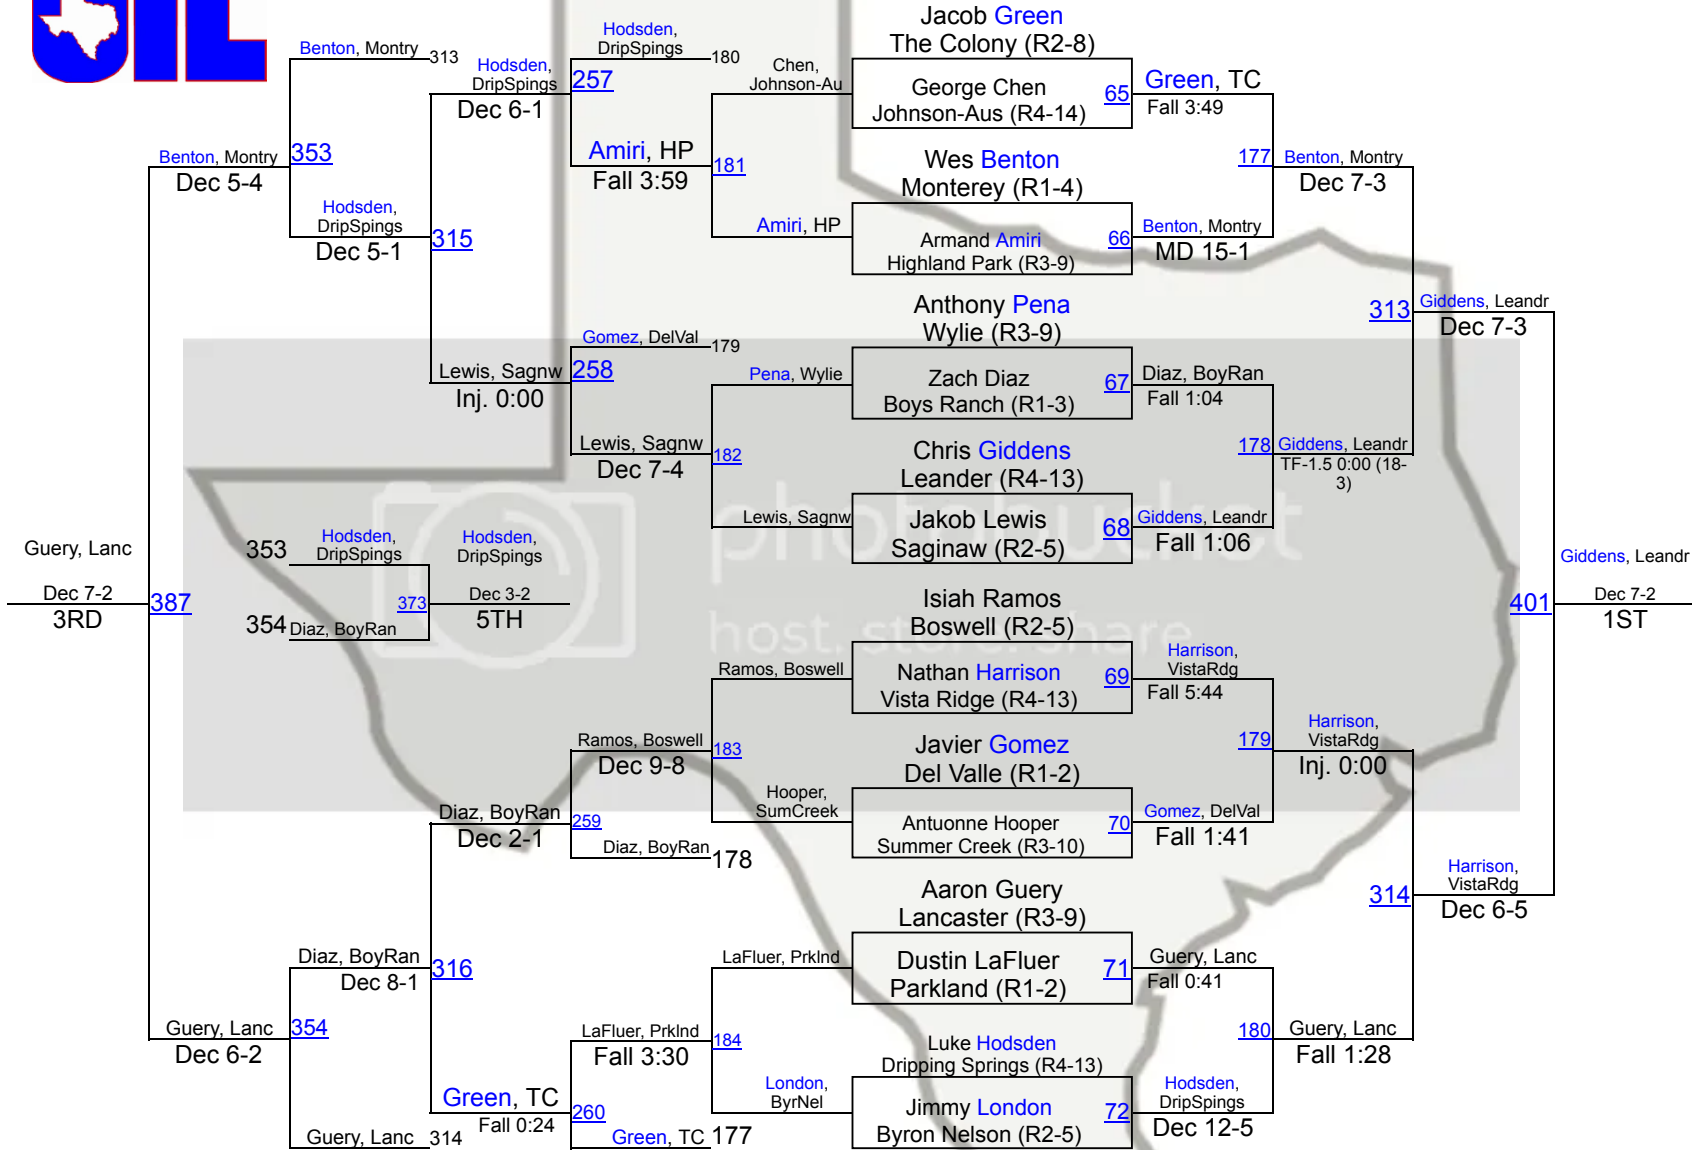 UIL
Benton, Montry
313
Hodsden,
DripSpings
Dec 6-1
Hodsden,
DripSpings
180
257
Amiri, HP
Fall 3:59
Chen,
Johnson-Au
181
Amiri, HP
Benton, Montry
Dec 5-4
353
Hodsden,
DripSpings
Dec 5-1
315
Jacob Green
The Colony (R2-8)
George Chen
Johnson-Aus (R4-14)
65
Green, TC
Fall 3:49
Wes Benton
Monterey (R1-4)
Armand Amiri
Highland Park (R3-9)
66
Benton, Montry
MD 15-1
177
Benton, Montry
Dec 7-3
Anthony Pena
Wylie (R3-9)
Zach Diaz
Boys Ranch (R1-3)
67
Diaz, BoyRan
Fall 1:04
313
Giddens, Leandr
Dec 7-3
Gomez, DelVal
179
Lewis, Sagnw
Inj. 0:00
258
Pena, Wylie
Lewis, Sagnw
Dec 7-4
182
Lewis, Sagnw
Chris Giddens
Leander (R4-13)
Jakob Lewis
Saginaw (R2-5)
68
Giddens, Leandr
Fall 1:06
178
Giddens, Leandr
TF-1.5 0:00 (18-
3)
photobucket
host. store. share
Guery, Lanc
Dec 7-2
3RD
387
353
Hodsden,
DripSpings
354
Diaz, BoyRan
373
Hodsden,
DripSpings
Dec 3-2
5TH
Giddens, Leandr
401
Dec 7-2
1ST
Isiah Ramos
Boswell (R2-5)
Nathan Harrison
Vista Ridge (R4-13)
69
Harrison,
VistaRdg
Fall 5:44
Ramos, Boswell
Ramos, Boswell
Dec 9-8
183
Hooper,
SumCreek
Javier Gomez
Del Valle (R1-2)
Antuonne Hooper
Summer Creek (R3-10)
70
Gomez, DelVal
Fall 1:41
179
Harrison,
VistaRdg
Inj. 0:00
Diaz, BoyRan
Dec 2-1
259
Diaz, BoyRan
178
Aaron Guery
Lancaster (R3-9)
Dustin LaFluer
Parkland (R1-2)
71
Guery, Lanc
Fall 0:41
314
Harrison,
VistaRdg
Dec 6-5
Diaz, BoyRan
Dec 8-1
316
LaFluer, Prklnd
LaFluer, Prklnd
Fall 3:30
184
London,
ByrNel
Luke Hodsden
Dripping Springs (R4-13)
Jimmy London
Byron Nelson (R2-5)
72
Hodsden,
DripSpings
Dec 12-5
180
Guery, Lanc
Fall 1:28
Guery, Lanc
Dec 6-2
354
Green, TC
Fall 0:24
260
Guery, Lanc
314
Green, TC
177